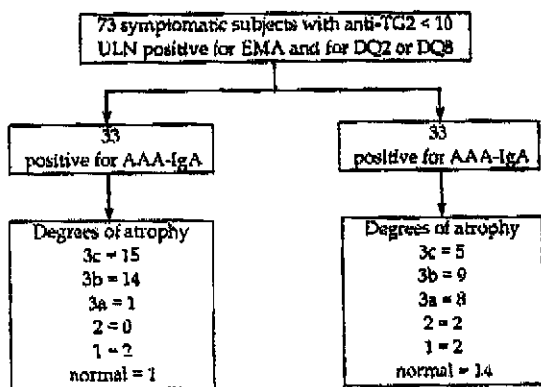 73 symptomatic subjects with anti-TG2 < 10
ULN positive for EMA and for DQ2 or DQ8
33
positive for AAA-IgA
33
positive for AAA-IgA
Degrees of atrophy
3c = 15
3b = 14
3a = 1
2 = 0
1 = 2
normal = 1
Degrees of atrophy
3c = 5
3b = 9
3a = 8
2 = 2
1 = 2
normal = 14